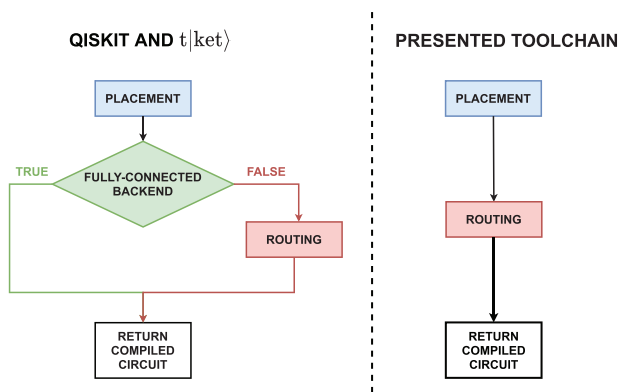 QISKIT AND t|ket⟩
PLACEMENT
TRUE
FULLY-CONNECTED
BACKEND
FALSE
ROUTING
RETURN
COMPILED
CIRCUIT
PRESENTED TOOLCHAIN
PLACEMENT
ROUTING
RETURN
COMPILED
CIRCUIT